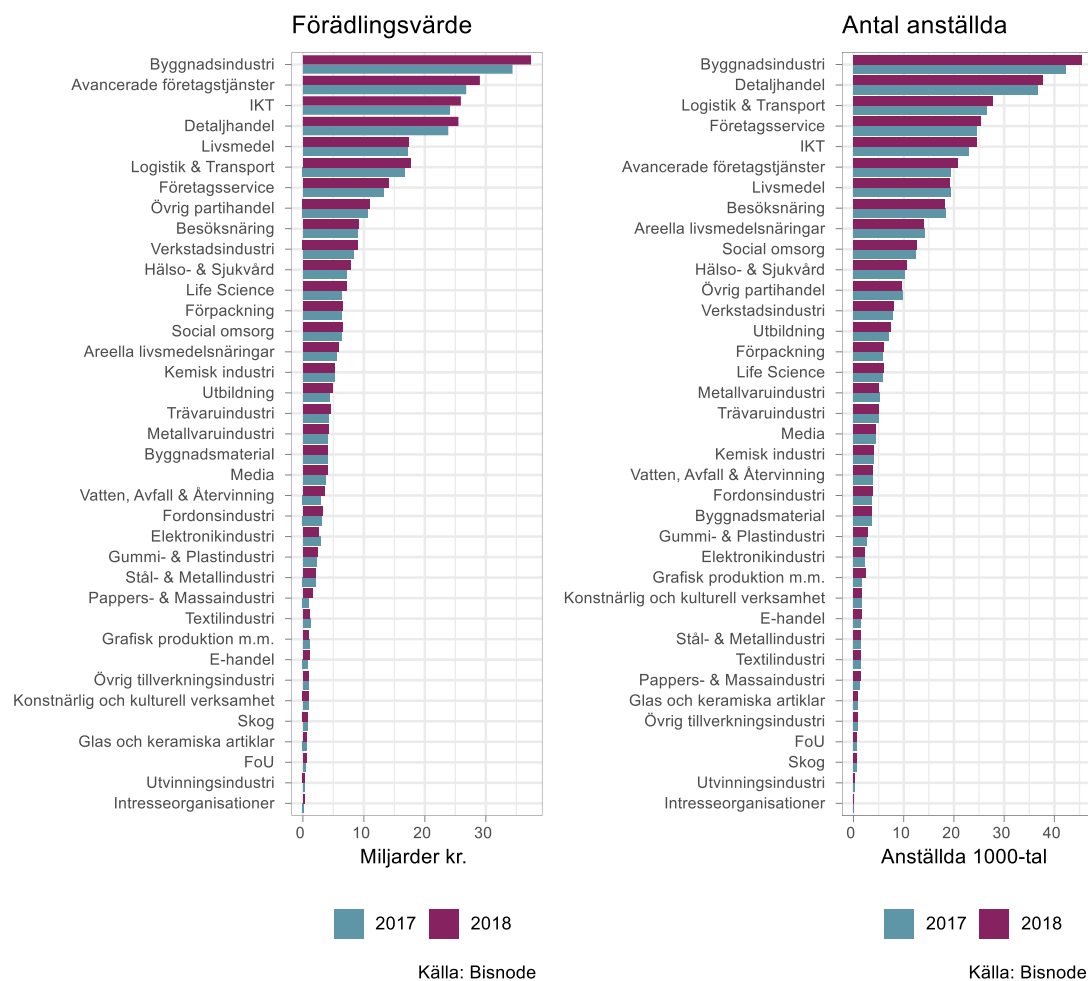 Förädlingsvärde
Byggnadsindustri
Avancerade företagstjänster
IKT
Detaljhandel
Livsmedel
Logistik & Transport
Företagsservice
Övrig partihandel
Besöksnäring
Verkstadsindustri
Hälso- & Sjukvård
Life Science
Förpackning
Social omsorg
Areella livsmedelsnäringar
Kemisk industri
Utbildning
Trävaruindustri
Metallvaruindustri
Byggnadsmaterial
Media
Vatten, Avfall & Återvinning
Fordonsindustri
Elektronikindustri
Gummi- & Plastindustri
Stål- & Metallindustri
Pappers- & Massaindustri
Textilindustri
Grafisk produktion m.m.
E-handel
Övrig tillverkningsindustri
Konstnärlig och kulturell verksamhet
Skog
Glas och keramiska artiklar
FoU
Utvinningsindustri
Intresseorganisationer
0 10 20 30
Miljarder kr.
2017 2018
Källa: Bisnode
Antal anställda
Byggnadsindustri
Detaljhandel
Logistik & Transport
Företagsservice
IKT
Avancerade företagstjänster
Livsmedel
Besöksnäring
Areella livsmedelsnäringar
Social omsorg
Hälso- & Sjukvård
Övrig partihandel
Verkstadsindustri
Utbildning
Förpackning
Life Science
Metallvaruindustri
Trävaruindustri
Media
Kemisk industri
Vatten, Avfall & Återvinning
Fordonsindustri
Byggnadsmaterial
Gummi- & Plastindustri
Elektronikindustri
Grafisk produktion m.m.
Konstnärlig och kulturell verksamhet
E-handel
Stål- & Metallindustri
Textilindustri
Pappers- & Massaindustri
Glas och keramiska artiklar
Övrig tillverkningsindustri
FoU
Skog
Utvinningsindustri
Intresseorganisationer
0 10 20 30 40
Anställda 1000-tal
2017 2018
Källa: Bisnode